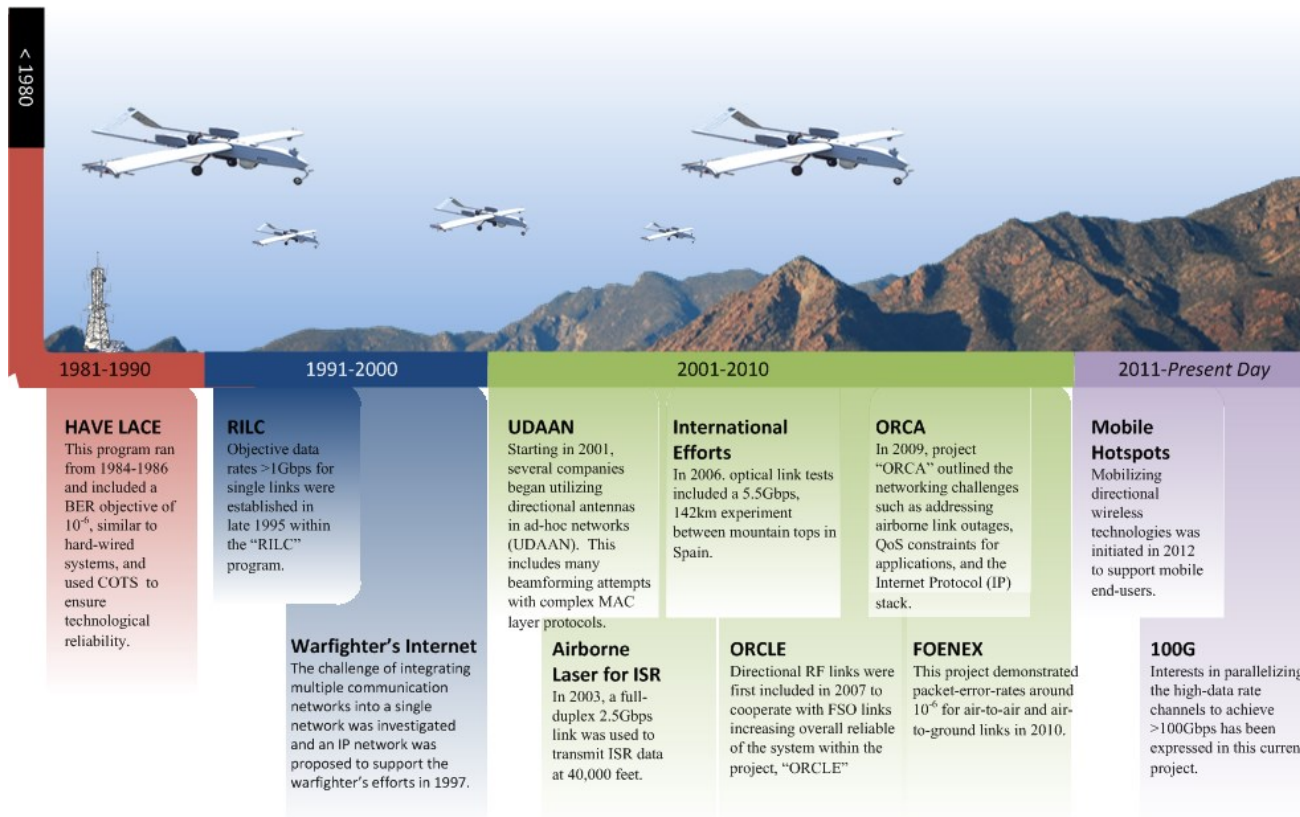 < 1980
1981-1990
1991-2000
2001-2010
2011-Present Day
HAVE LACE
This program ran
from 1984-1986
and included a
BER objective of
10⁻⁶, similar to
hard-wired
systems, and
used COTS to
ensure
technological
reliability.
RILC
Objective data
rates >1Gbps for
single links were
established in
late 1995 within
the “RILC”
program.
Warfighter’s Internet
The challenge of integrating
multiple communication
networks into a single
network was investigated
and an IP network was
proposed to support the
warfighter’s efforts in 1997.
UDAAN
Starting in 2001,
several companies
began utilizing
directional antennas
in ad-hoc networks
(UDAAN). This
includes many
beamforming attempts
with complex MAC
layer protocols.
Airborne
Laser for ISR
In 2003, a full-
duplex 2.5Gbps
link was used to
transmit ISR data
at 40,000 feet.
International
Efforts
In 2006. optical link tests
included a 5.5Gbps,
142km experiment
between mountain tops in
Spain.
ORCLE
Directional RF links were
first included in 2007 to
cooperate with FSO links
increasing overall reliable
of the system within the
project, “ORCLE”
ORCA
In 2009, project
“ORCA” outlined the
networking challenges
such as addressing
airborne link outages,
QoS constraints for
applications, and the
Internet Protocol (IP)
stack.
FOENEX
This project demonstrated
packet-error-rates around
10⁻⁶ for air-to-air and air-
to-ground links in 2010.
Mobile
Hotspots
Mobilizing
directional
wireless
technologies was
initiated in 2012
to support mobile
end-users.
100G
Interests in parallelizing
the high-data rate
channels to achieve
>100Gbps has been
expressed in this curren
project.